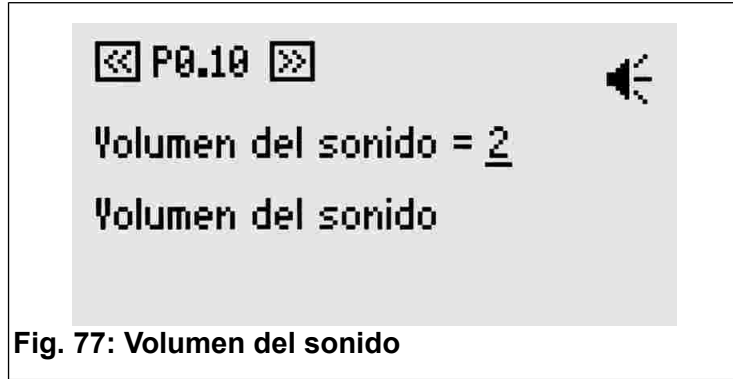 ≪ P0.10 ≫
Volumen del sonido = 2
Volumen del sonido
Fig. 77: Volumen del sonido